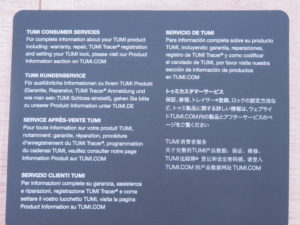 TUMI CONSUMER SERVICES
For complete information about your TUMI product
including: warranty, repair, TUMI Tracer® registration
and setting your TUMI lock, please visit our Product
Information section on TUMI.COM
TUMI KUNDENSERVICE
Für ausführlichen Informationen zu Ihrem TUMI Produkt
(Garantie, Reparatur, TUMI Tracer® Anmeldung und
wie man sein TUMI Schloss einstellt), gehen Sie bitte
zu unserer Produkt Information unter TUMI.DE
SERVICE APRÈS-VENTE TUMI
Pour toute information sur votre produit TUMI,
notamment: garantie, réparation, procédure
d'enregistrement du TUMI Tracer®, programmation
du cadenas TUMI, veuillez consulter notre page
Information Produit sur TUMI.COM
SERVIZIO CLIENTI TUMI
Per informazioni complete su garanzia, assistenza
e riparazioni, registrazione TUMI Tracer® e come
settare il vostro lucchetto TUMI, visita la pagina
Product Information su TUMI.COM
SERVICIO DE TUMI
Para información completa sobre su producto
TUMI, incluyendo: garantía, reparaciones,
registro de TUMI Tracer® y como codificar
el candado de TUMI; por favor visite nuestra
sección de información de productos
en TUMI.COM
トゥミカスタマーサービス
保証、修理、トレイサー®登録、ロックの設定方法な
ど、トゥミ製品に関する詳しい情報は、ウェブサイ
トTUMI.COM内の製品とアフターサービスのペ
ージをご覧ください
TUMI 消费者服务
关于完整的TUMI产品数据：保证、维修、
TUMI 追踪牌® 登记和设定密码锁，请登入
TUMI.COM 的产品数据网址 TUMI.COM